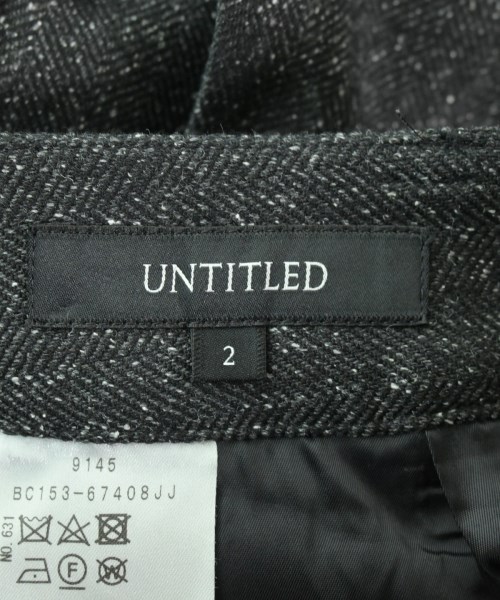 UNTITLED
2
9145
BC153-67408JJ
NO.631
F
W